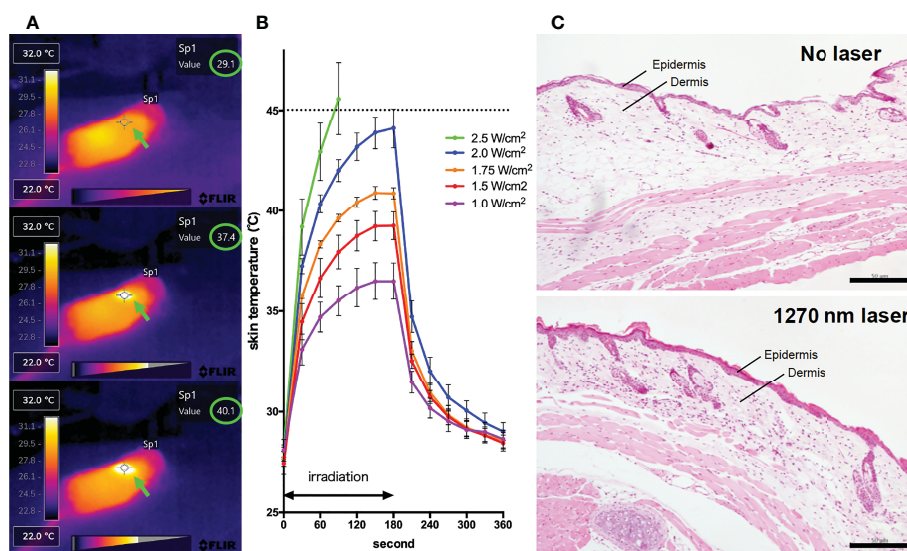 A
32.0 °C
Sp1
Value 29.1
31.1
29.5
27.8
26.1
24.5
22.8
Sp1
22.0 °C
FLIR
32.0 °C
Sp1
Value 37.4
31.1
29.5
27.8
26.1
24.5
22.8
Sp1
22.0 °C
FLIR
32.0 °C
Sp1
Value 40.1
31.1
29.5
27.8
26.1
24.5
22.8
Sp1
22.0 °C
FLIR
B
skin temperature (°C)
45
40
35
30
25
2.5 W/cm²
2.0 W/cm²
1.75 W/cm²
1.5 W/cm2
1.0 W/cm²
irradiation
0 60 120 180 240 300 360
second
C
No laser
Epidermis
Dermis
50 µm
1270 nm laser
Epidermis
Dermis